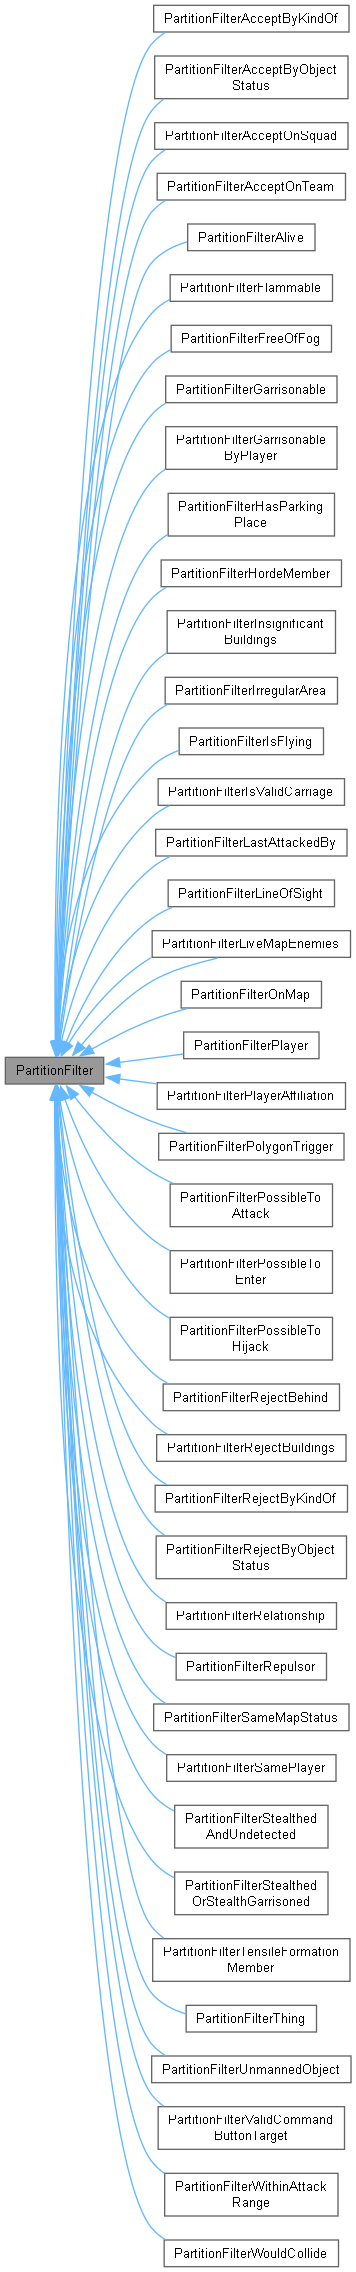 PartitionFilterAcceptByKindOf
PartitionFilterAcceptByObject
Status
PartitionFilterAcceptOnSquad
PartitionFilterAcceptOnTeam
PartitionFilterAlive
PartitionFilterFlammable
PartitionFilterFreeOfFog
PartitionFilterGarrisonable
PartitionFilterGarrisonable
ByPlayer
PartitionFilterHasParking
Place
PartitionFilterHordeMember
PartitionFilterInsignificant
Buildings
PartitionFilterIrregularArea
PartitionFilterIsFlying
PartitionFilterIsValidCarriage
PartitionFilterLastAttackedBy
PartitionFilterLineOfSight
PartitionFilterLiveMapEnemies
PartitionFilterOnMap
PartitionFilterPlayer
PartitionFilter
PartitionFilterPlayerAffiliation
PartitionFilterPolygonTrigger
PartitionFilterPossibleTo
Attack
PartitionFilterPossibleTo
Enter
PartitionFilterPossibleTo
Hijack
PartitionFilterRejectBehind
PartitionFilterRejectBuildings
PartitionFilterRejectByKindOf
PartitionFilterRejectByObject
Status
PartitionFilterRelationship
PartitionFilterRepulsor
PartitionFilterSameMapStatus
PartitionFilterSamePlayer
PartitionFilterStealthed
AndUndetected
PartitionFilterStealthed
OrStealthGarrisoned
PartitionFilterTensileFormation
Member
PartitionFilterThing
PartitionFilterUnmannedObject
PartitionFilterValidCommand
ButtonTarget
PartitionFilterWithinAttack
Range
PartitionFilterWouldCollide